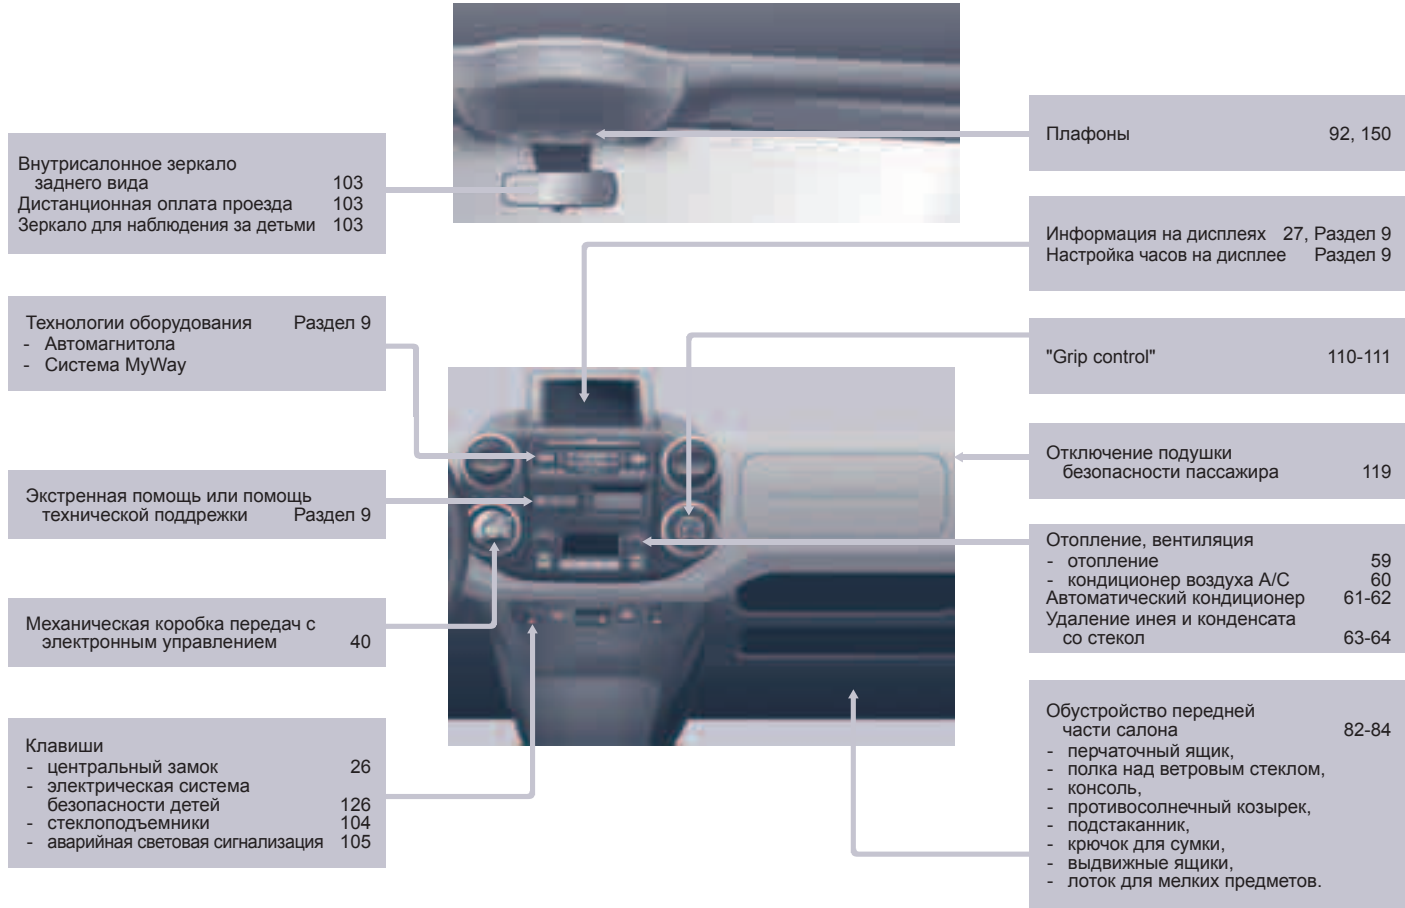 Внутрисалонное зеркало
заднего вида 103
Дистанционная оплата проезда 103
Зеркало для наблюдения за детьми 103
Технологии оборудования Раздел 9
- Автомагнитола
- Система MyWay
Экстренная помощь или помощь
технической поддрежки Раздел 9
Механическая коробка передач с
электронным управлением 40
Клавиши
- центральный замок 26
- электрическая система
безопасности детей 126
- стеклоподъемники 104
- аварийная световая сигнализация 105
Плафоны 92, 150
Информация на дисплеях 27, Раздел 9
Настройка часов на дисплее Раздел 9
"Grip control" 110-111
Отключение подушки
безопасности пассажира 119
Отопление, вентиляция
- отопление 59
- кондиционер воздуха A/C 60
Автоматический кондиционер 61-62
Удаление инея и конденсата
со стекол 63-64
Обустройство передней
части салона 82-84
- перчаточный ящик,
- полка над ветровым стеклом,
- консоль,
- противосолнечный козырек,
- подстаканник,
- крючок для сумки,
- выдвижные ящики,
- лоток для мелких предметов.